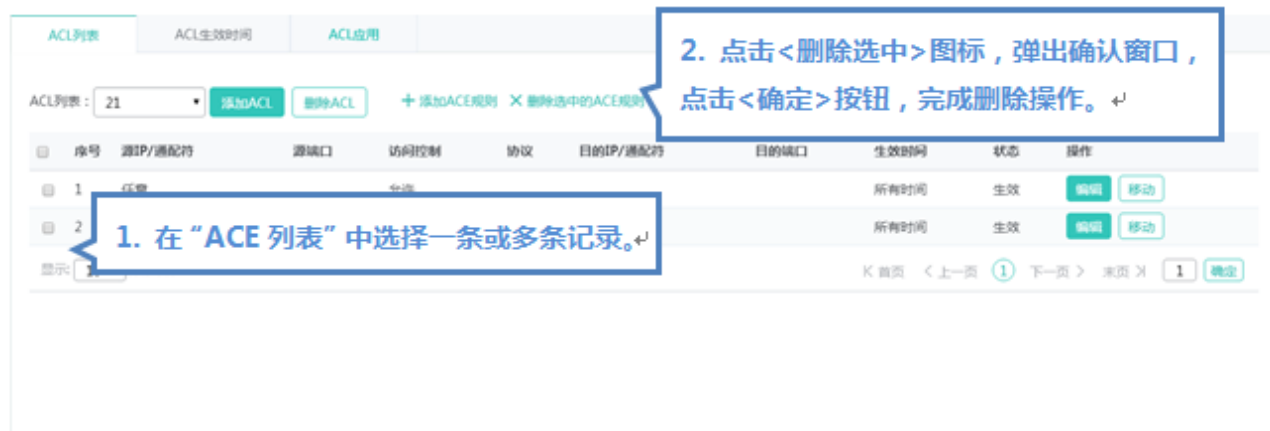 ACL列表 ACL生效时间 ACL应用
2. 点击<删除选中>图标，弹出确认窗口，
点击<确定>按钮，完成删除操作。↵
ACL列表： 21 添加ACL 删除ACL + 添加ACE规则 × 删除选中的ACE规则
序号 源IP/通配符 源端口 访问控制 协议 目的IP/通配符 目的端口 生效时间 状态 操作
1 任意 允许 所有时间 生效 编辑 移动
2 所有时间 生效 编辑 移动
1. 在“ACE 列表”中选择一条或多条记录。↵
显示: K 首页 < 上一页 1 下一页 > 末页 X 1 确定